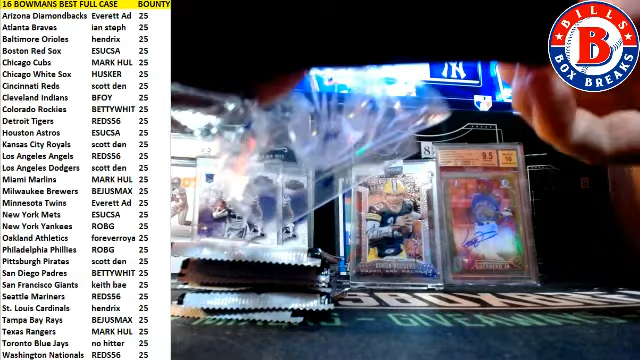 16 BOWMANS BEST FULL CASE BOUNTY
Arizona Diamondbacks Everett Ad 25
Atlanta Braves ian steph 25
Baltimore Orioles hendrix 25
Boston Red Sox ESUCSA 25
Chicago Cubs MARK HUL 25
Chicago White Sox HUSKER 25
Cincinnati Reds scott den 25
Cleveland Indians BFOY 25
Colorado Rockies BETTYWHIT 25
Detroit Tigers REDS56 25
Houston Astros ESUCSA 25
Kansas City Royals scott den 25
Los Angeles Angels REDS56 25
Los Angeles Dodgers scott den 25
Miami Marlins MARK HUL 25
Milwaukee Brewers BEJUSMAX 25
Minnesota Twins Everett Ad 25
New York Mets ESUCSA 25
New York Yankees ROBG 25
Oakland Athletics foreverroya 25
Philadelphia Phillies ROBG 25
Pittsburgh Pirates scott den 25
San Diego Padres BETTYWHIT 25
San Francisco Giants keith bae 25
Seattle Mariners REDS56 25
St. Louis Cardinals hendrix 25
Tampa Bay Rays BEJUSMAX 25
Texas Rangers MARK HUL 25
Toronto Blue Jays no hitter 25
Washington Nationals REDS56 25
BILLS
B
BOX BREAKS
NY
9.5
10